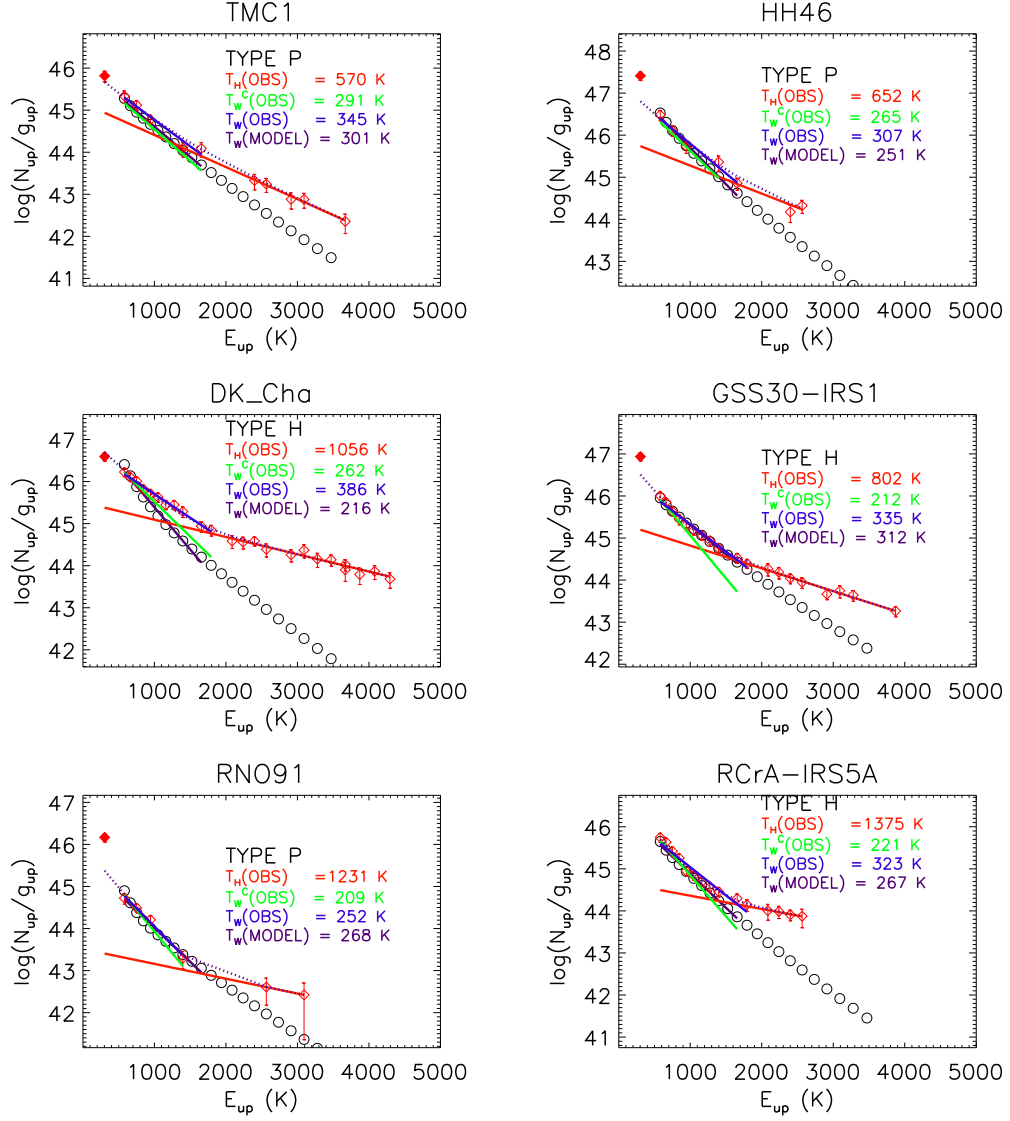 TMC1
TYPE P
T_H(OBS) = 570 K
T_W^C(OBS) = 291 K
T_W(OBS) = 345 K
T_W(MODEL) = 301 K
log(N_up/g_up)
46
45
44
43
42
41
1000 2000 3000 4000 5000
E_up (K)
HH46
TYPE P
T_H(OBS) = 652 K
T_W^C(OBS) = 265 K
T_W(OBS) = 307 K
T_W(MODEL) = 251 K
log(N_up/g_up)
48
47
46
45
44
43
1000 2000 3000 4000 5000
E_up (K)
DK_Cha
TYPE H
T_H(OBS) =1056 K
T_W^C(OBS) = 262 K
T_W(OBS) = 386 K
T_W(MODEL) = 216 K
log(N_up/g_up)
47
46
45
44
43
42
1000 2000 3000 4000 5000
E_up (K)
GSS30-IRS1
TYPE H
T_H(OBS) = 802 K
T_W^C(OBS) = 212 K
T_W(OBS) = 335 K
T_W(MODEL) = 312 K
log(N_up/g_up)
47
46
45
44
43
42
1000 2000 3000 4000 5000
E_up (K)
RNO91
TYPE P
T_H(OBS) =1231 K
T_W^C(OBS) = 209 K
T_W(OBS) = 252 K
T_W(MODEL) = 268 K
log(N_up/g_up)
47
46
45
44
43
42
1000 2000 3000 4000 5000
E_up (K)
RCrA-IRS5A
TYPE H
T_H(OBS) =1375 K
T_W^C(OBS) = 221 K
T_W(OBS) = 323 K
T_W(MODEL) = 267 K
log(N_up/g_up)
46
45
44
43
42
41
1000 2000 3000 4000 5000
E_up (K)